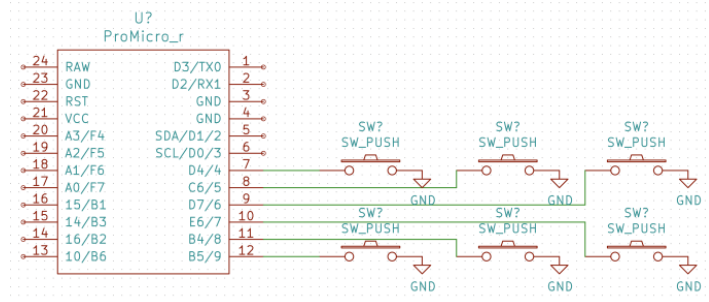 U?
ProMicro_r
24 RAW D3/TX0 1
23 GND D2/RX1 2
22 RST GND 3
21 VCC GND 4
20 A3/F4 SDA/D1/2 5
19 A2/F5 SCL/D0/3 6
18 A1/F6 D4/4 7
17 A0/F7 C6/5 8
16 15/B1 D7/6 9
15 14/B3 E6/7 10
14 16/B2 B4/8 11
13 10/B6 B5/9 12
SW? SW? SW?
SW_PUSH SW_PUSH SW_PUSH
GND GND GND
SW? SW? SW?
SW_PUSH SW_PUSH SW_PUSH
GND GND GND